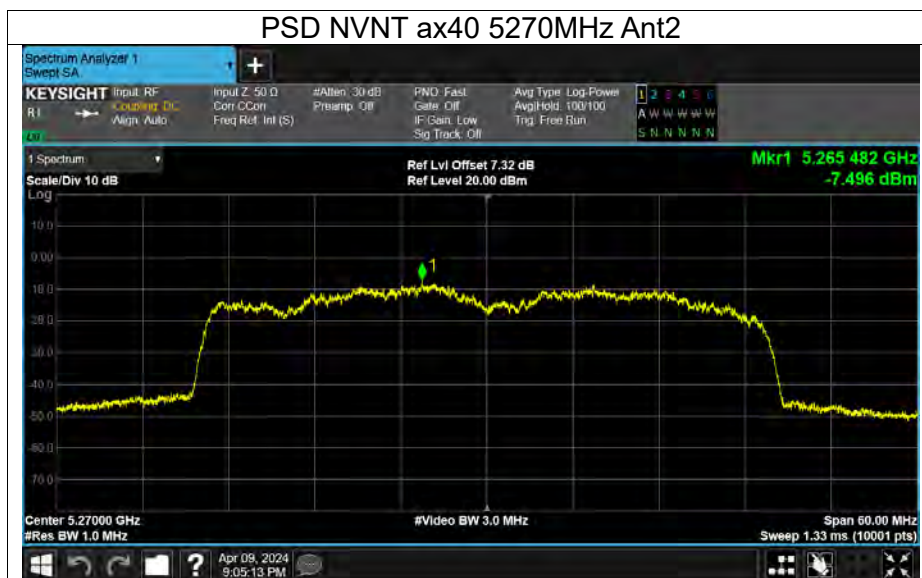 PSD NVNT ax40 5270MHz Ant2
Spectrum Analyzer 1
Swept SA
+
KEYSIGHT Input: RF Input Z: 50 Ω #Atten: 30 dB PNO: Fast Avg Type: Log-Power 1 2 3 4 5 6
R L Coupling: DC Corr CCorr Preamp: Off Gate: Off Avg|Hold: 100/100 A W W W W W
Align: Auto Freq Ref: Int (S) IF Gain: Low Trig: Free Run
Sig Track: Off S N N N N N
1 Spectrum
Ref Lvl Offset 7.32 dB
Mkr1 5.265 482 GHz
Scale/Div 10 dB
Ref Level 20.00 dBm
-7.496 dBm
Log
10.0
0.00
1
-10.0
-20.0
-30.0
-40.0
-50.0
-60.0
-70.0
Center 5.27000 GHz #Video BW 3.0 MHz Span 60.00 MHz
#Res BW 1.0 MHz Sweep 1.33 ms (10001 pts)
?
Apr 09, 2024
9:05:13 PM